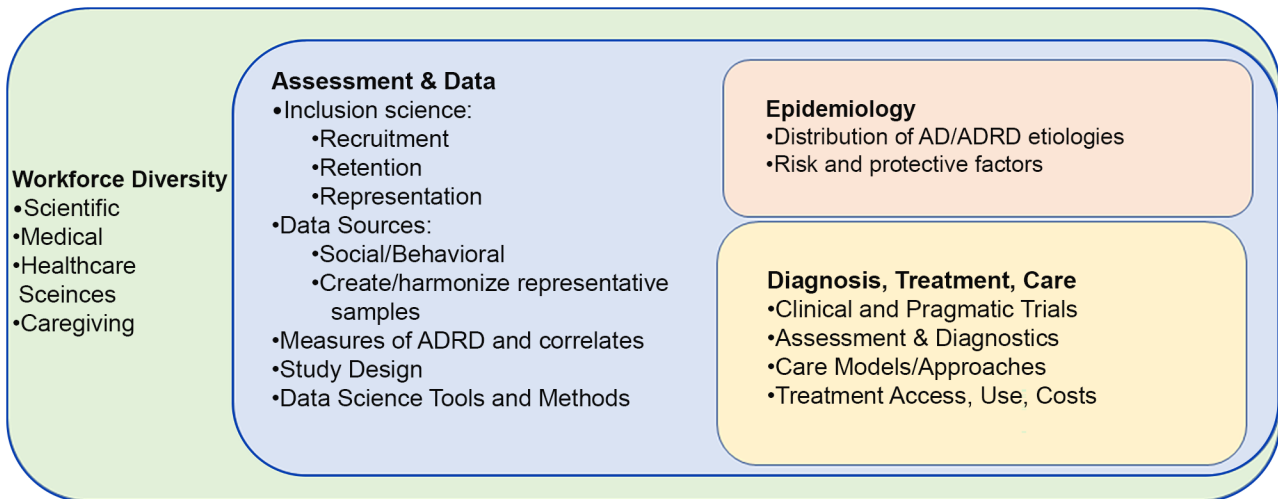 Workforce Diversity
•Scientific
•Medical
•Healthcare
Sceinces
•Caregiving
Assessment & Data
•Inclusion science:
•Recruitment
•Retention
•Representation
•Data Sources:
•Social/Behavioral
•Create/harmonize representative
samples
•Measures of ADRD and correlates
•Study Design
•Data Science Tools and Methods
Epidemiology
•Distribution of AD/ADRD etiologies
•Risk and protective factors
Diagnosis, Treatment, Care
•Clinical and Pragmatic Trials
•Assessment & Diagnostics
•Care Models/Approaches
•Treatment Access, Use, Costs